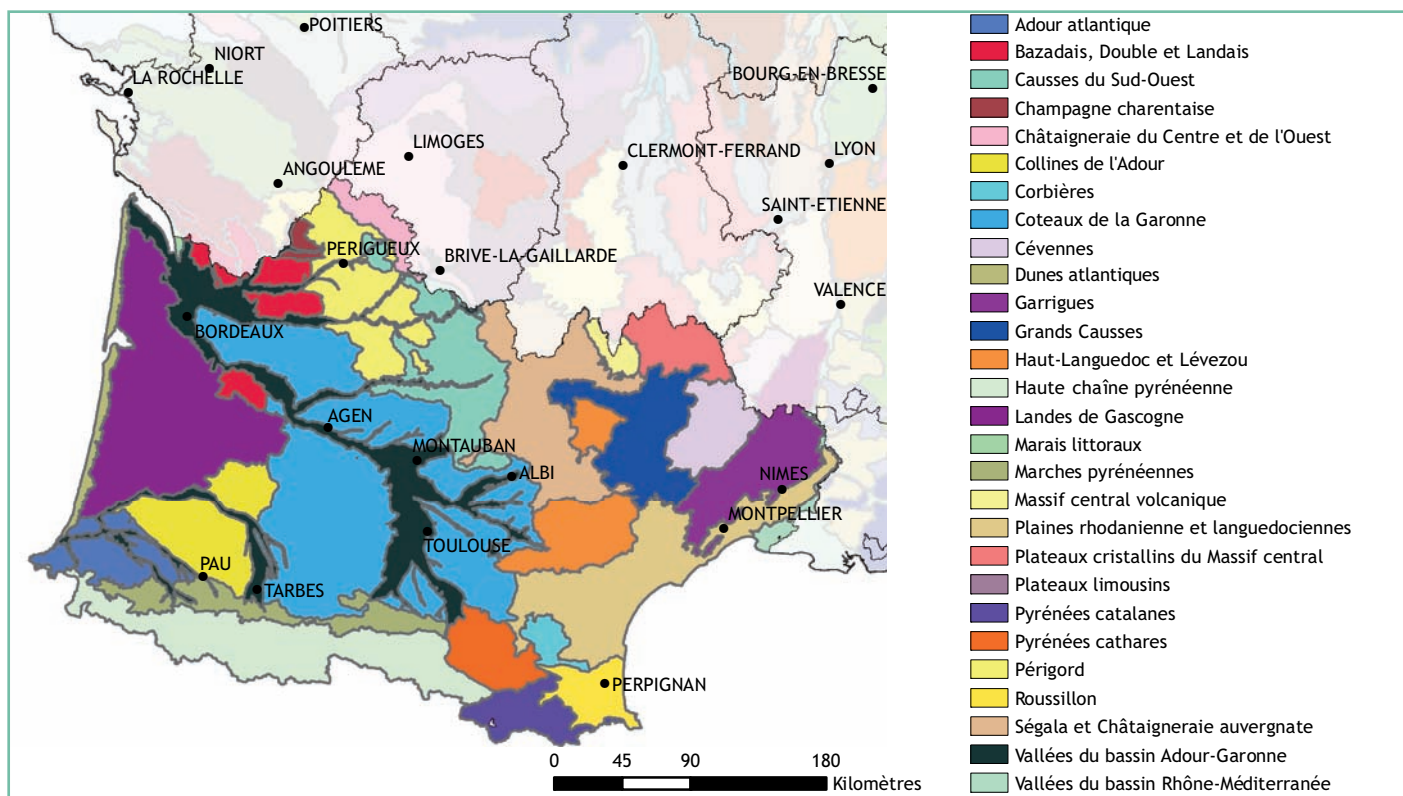 POITIERS
NIORT
LA ROCHELLE
BOURG-EN-BRESSE
LIMOGES
CLERMONT-FERRAND
LYON
ANGOULEME
SAINT-ETIENNE
PERIGUEUX
BRIVE-LA-GAILLARDE
VALENCE
BORDEAUX
AGEN
MONTAUBAN
ALBI
NIMES
MONTPELLIER
TOULOUSE
PAU
TARBES
PERPIGNAN
0 45 90 180
Kilomètres
Adour atlantique
Bazadais, Double et Landais
Causses du Sud-Ouest
Champagne charentaise
Châtaigneraie du Centre et de l'Ouest
Collines de l'Adour
Corbières
Coteaux de la Garonne
Cévennes
Dunes atlantiques
Garrigues
Grands Causses
Haut-Languedoc et Lévezou
Haute chaîne pyrénéenne
Landes de Gascogne
Marais littoraux
Marches pyrénéennes
Massif central volcanique
Plaines rhodanienne et languedociennes
Plateaux cristallins du Massif central
Plateaux limousins
Pyrénées catalanes
Pyrénées cathares
Périgord
Roussillon
Ségala et Châtaigneraie auvergnate
Vallées du bassin Adour-Garonne
Vallées du bassin Rhône-Méditerranée